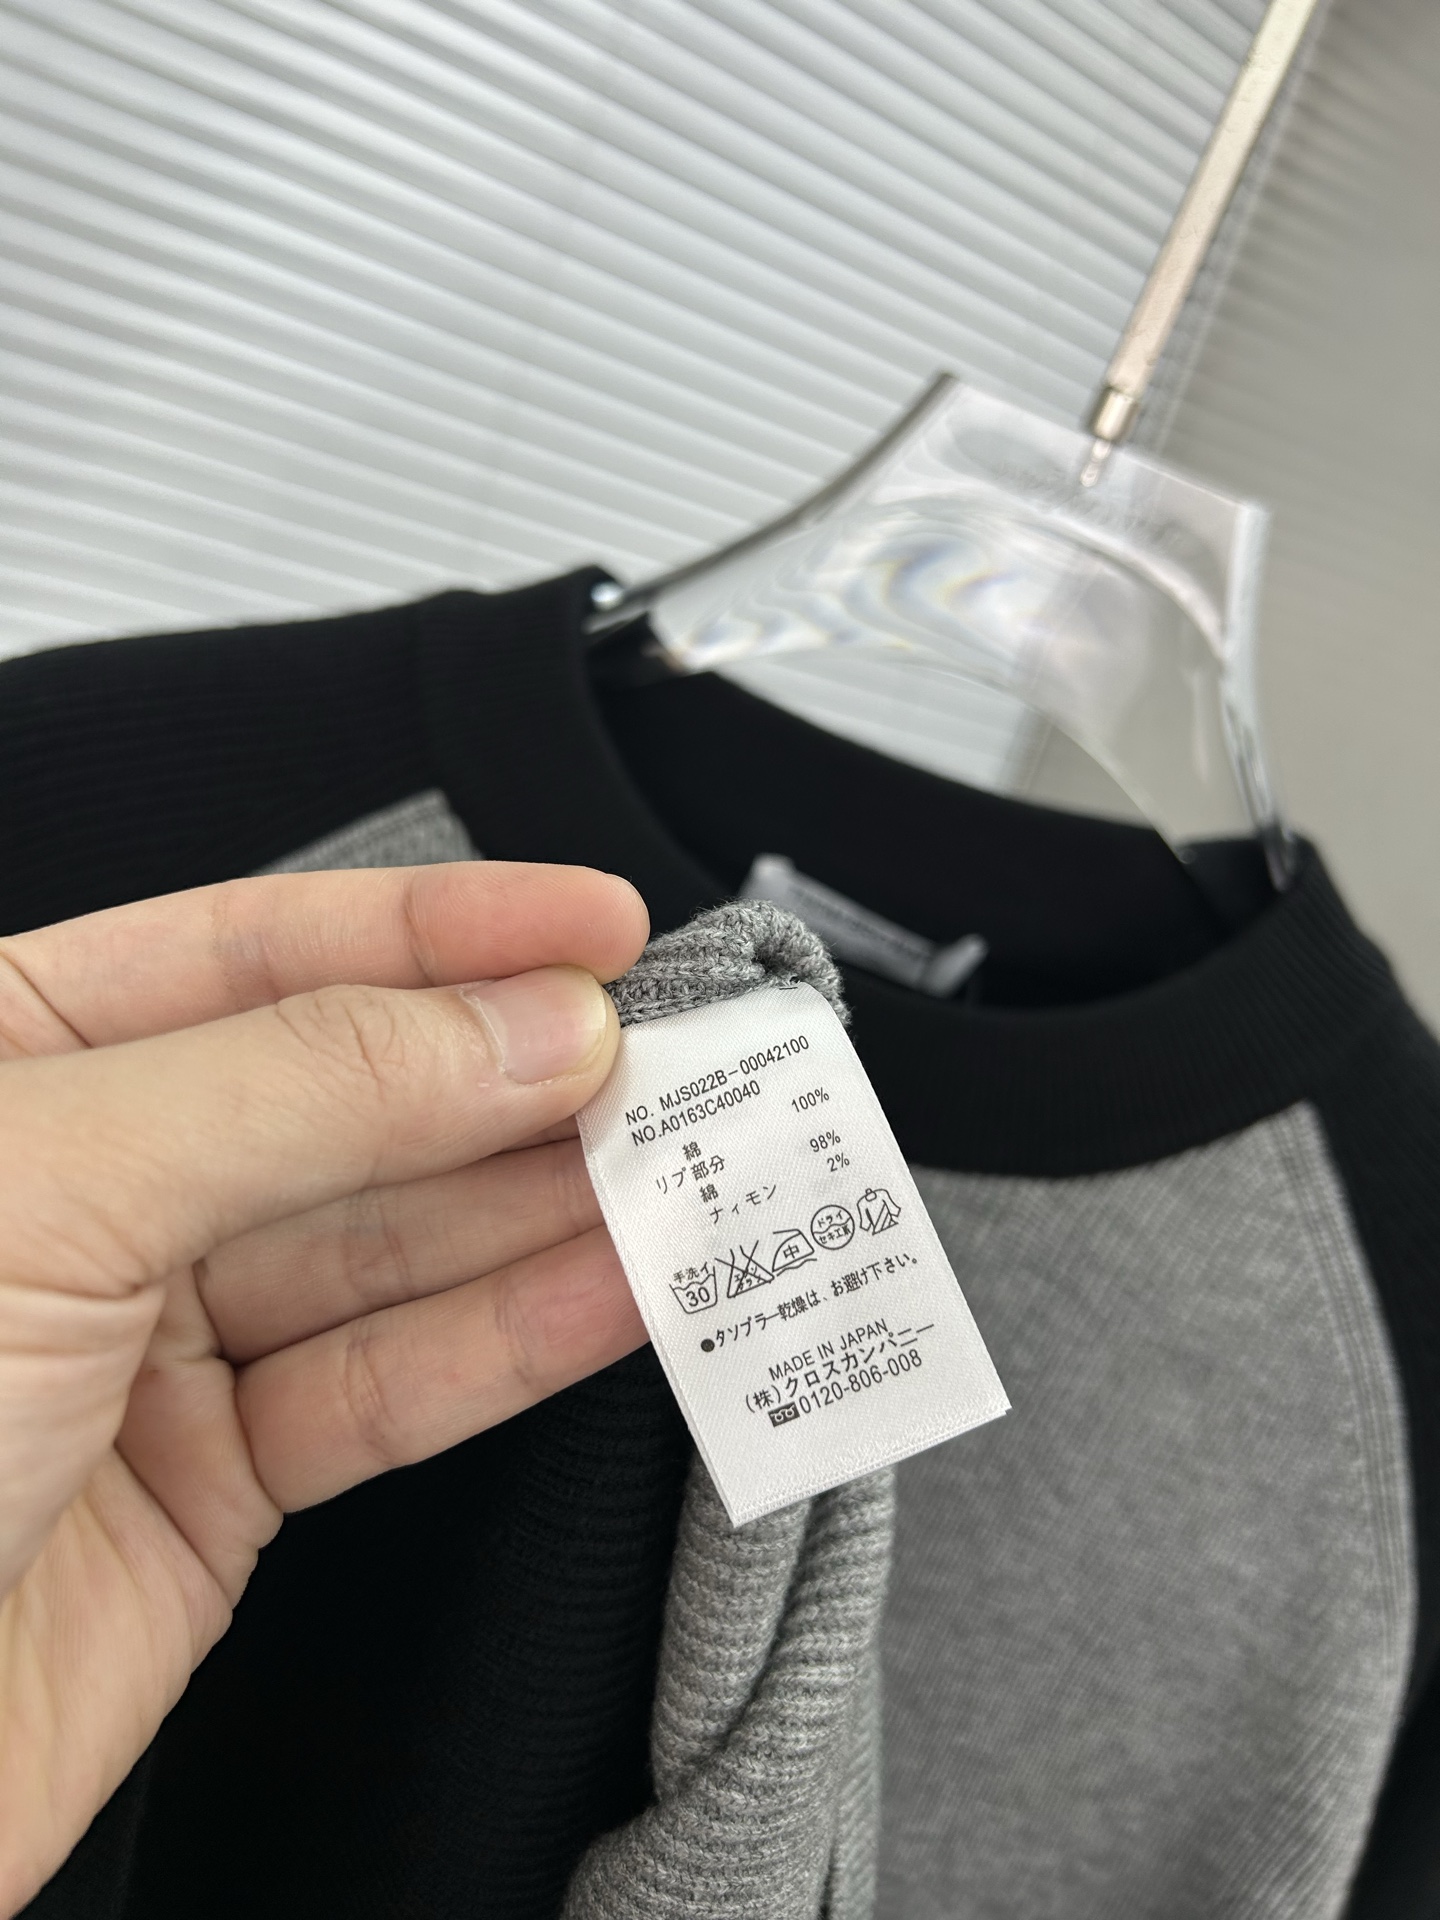 NO. MJS022B-00042100
NO.A0163C40040
綿 100%
リブ部分
綿 98%
ナィモン 2%
手洗イ
30
中
ドライ
セキユ系
●タソブラー乾燥は、お避け下さい。
MADE IN JAPAN
(株)クロスカンパニー
0120-806-008